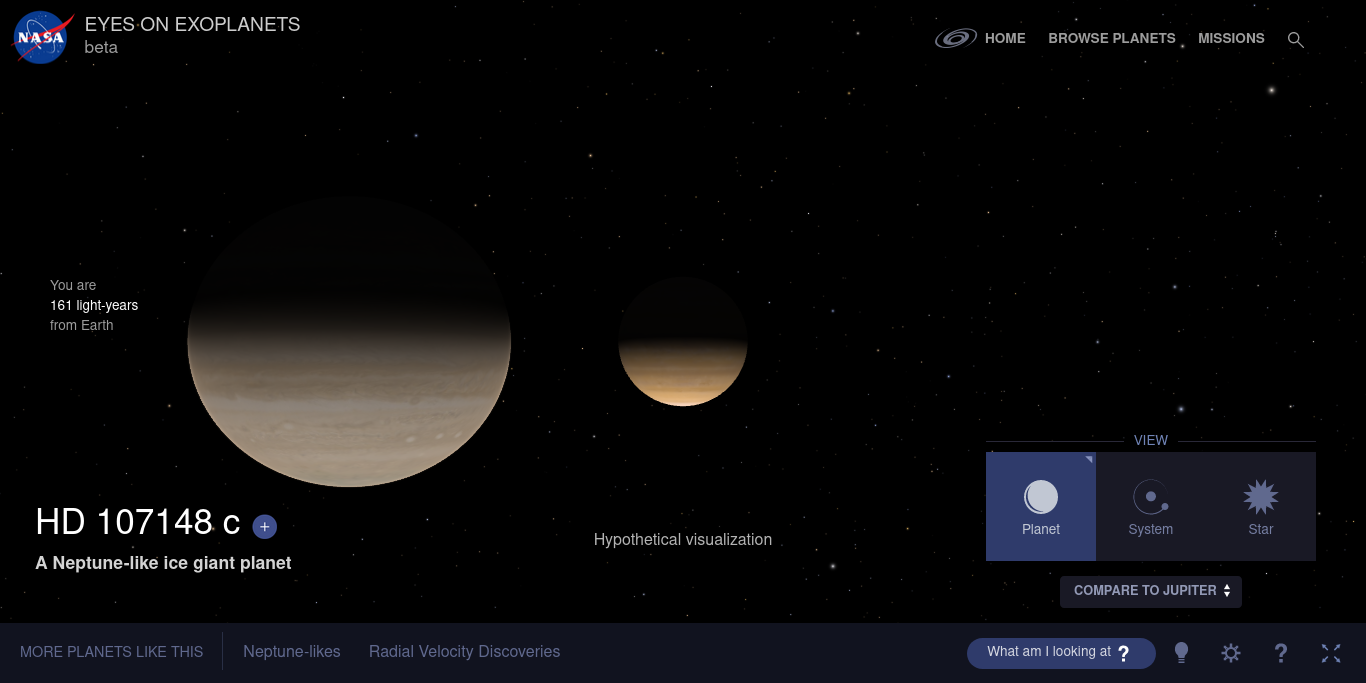 NASA
EYES ON EXOPLANETS
beta
HOME
BROWSE PLANETS
MISSIONS
You are
161 light-years
from Earth
HD 107148 c +
A Neptune-like ice giant planet
Hypothetical visualization
VIEW
Planet
System
Star
COMPARE TO JUPITER
MORE PLANETS LIKE THIS
Neptune-likes
Radial Velocity Discoveries
What am I looking at ?
?